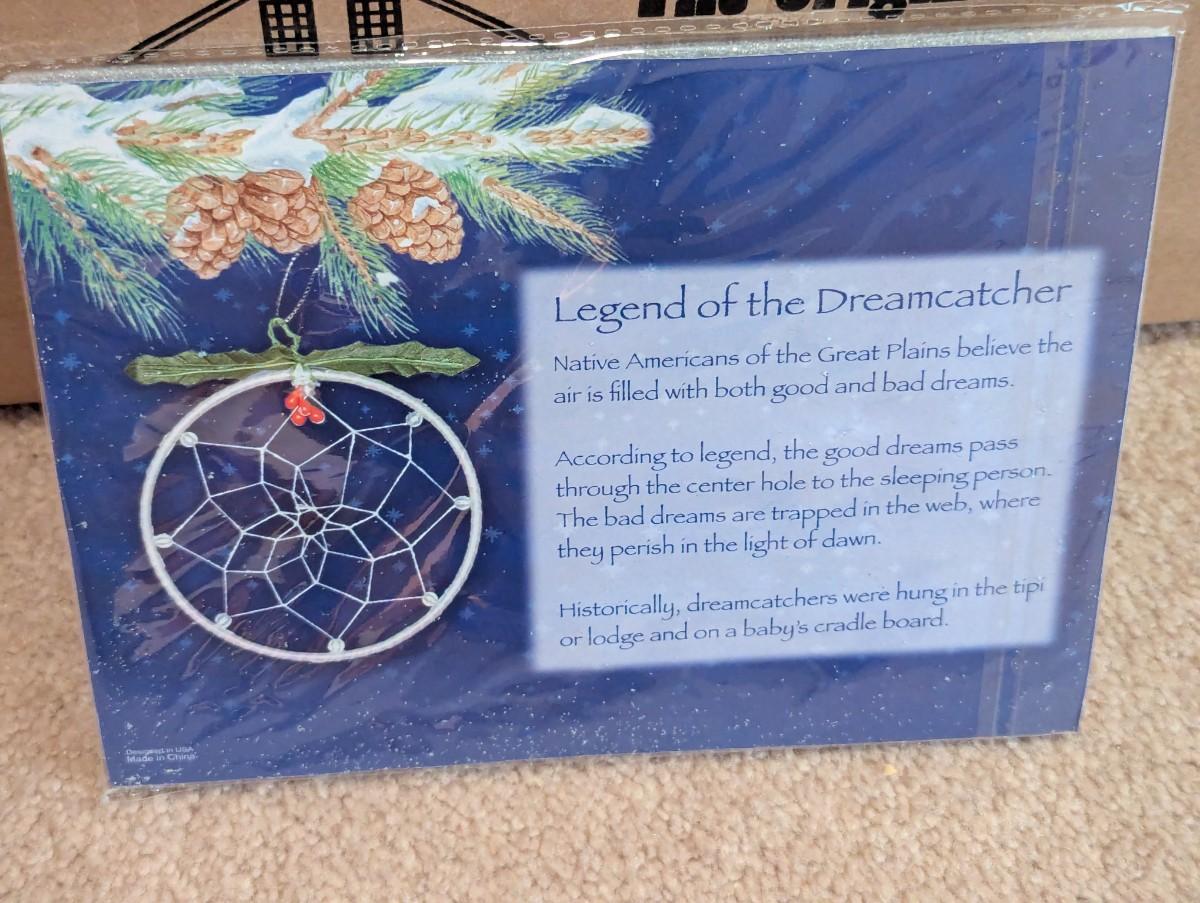 Legend of the Dreamcatcher
Native Americans of the Great Plains believe the
air is filled with both good and bad dreams.
According to legend, the good dreams pass
through the center hole to the sleeping person.
The bad dreams are trapped in the web, where
they perish in the light of dawn.
Historically, dreamcatchers were hung in the tipi
or lodge and on a baby's cradle board.
Designed in USA
Made in China